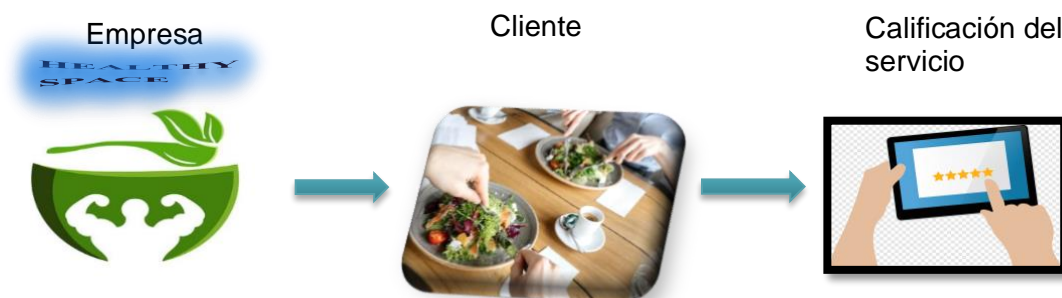 Empresa
HEALTHY
SPACE
Cliente
Calificación del
servicio